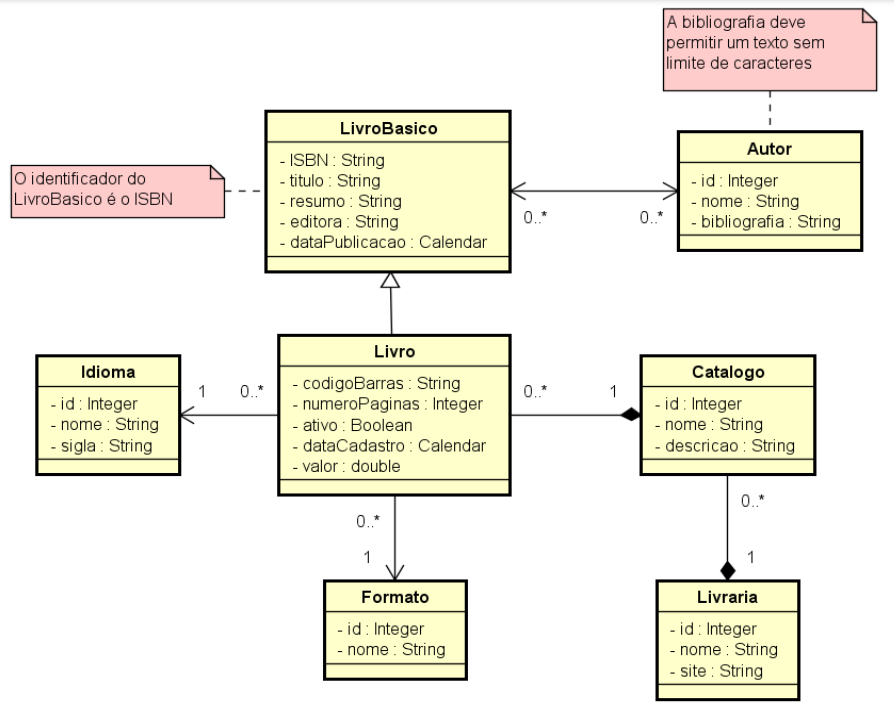 A bibliografia deve
permitir um texto sem
limite de caracteres
LivroBasico
- ISBN : String
- titulo : String
- resumo : String
- editora : String
- dataPublicacao : Calendar
Autor
- id : Integer
- nome : String
- bibliografia : String
O identificador do
LivroBasico é o ISBN
0..*
0..*
Idioma
- id : Integer
- nome : String
- sigla : String
1
0..*
Livro
- codigoBarras : String
- numeroPaginas : Integer
- ativo : Boolean
- dataCadastro : Calendar
- valor : double
0..*
1
Catalogo
- id : Integer
- nome : String
- descricao : String
0..*
1
0..*
1
Formato
- id : Integer
- nome : String
Livraria
- id : Integer
- nome : String
- site : String